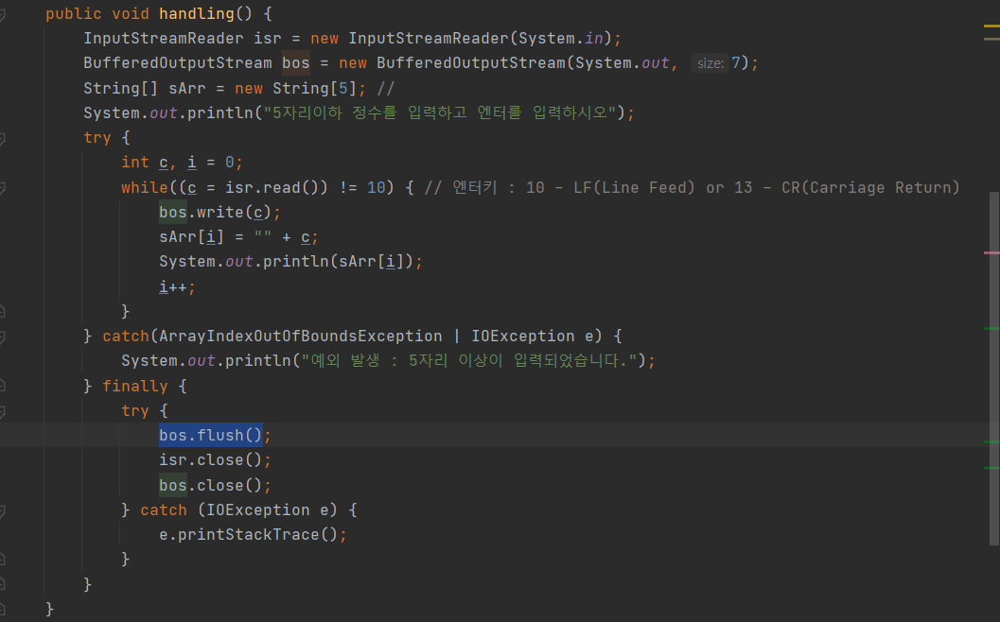 public void handling() {
InputStreamReader isr = new InputStreamReader(System.in);
BufferedOutputStream bos = new BufferedOutputStream(System.out, size: 7);
String[] sArr = new String[5]; //
System.out.println("5자리이하 정수를 입력하고 엔터를 입력하시오");
try {
int c, i = 0;
while((c = isr.read()) != 10) { // 엔터키 : 10 - LF(Line Feed) or 13 - CR(Carriage Return)
bos.write(c);
sArr[i] = "" + c;
System.out.println(sArr[i]);
i++;
}
} catch(ArrayIndexOutOfBoundsException | IOException e) {
System.out.println("예외 발생 : 5자리 이상이 입력되었습니다.");
} finally {
try {
bos.flush();
isr.close();
bos.close();
} catch (IOException e) {
e.printStackTrace();
}
}
}